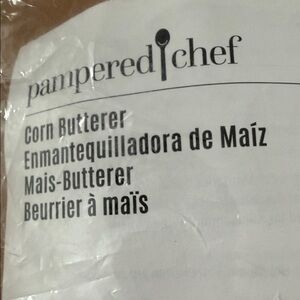 pampered chef
Corn Butterer
Enmantequilladora de Maíz
Mais-Butterer
Beurrier à maïs